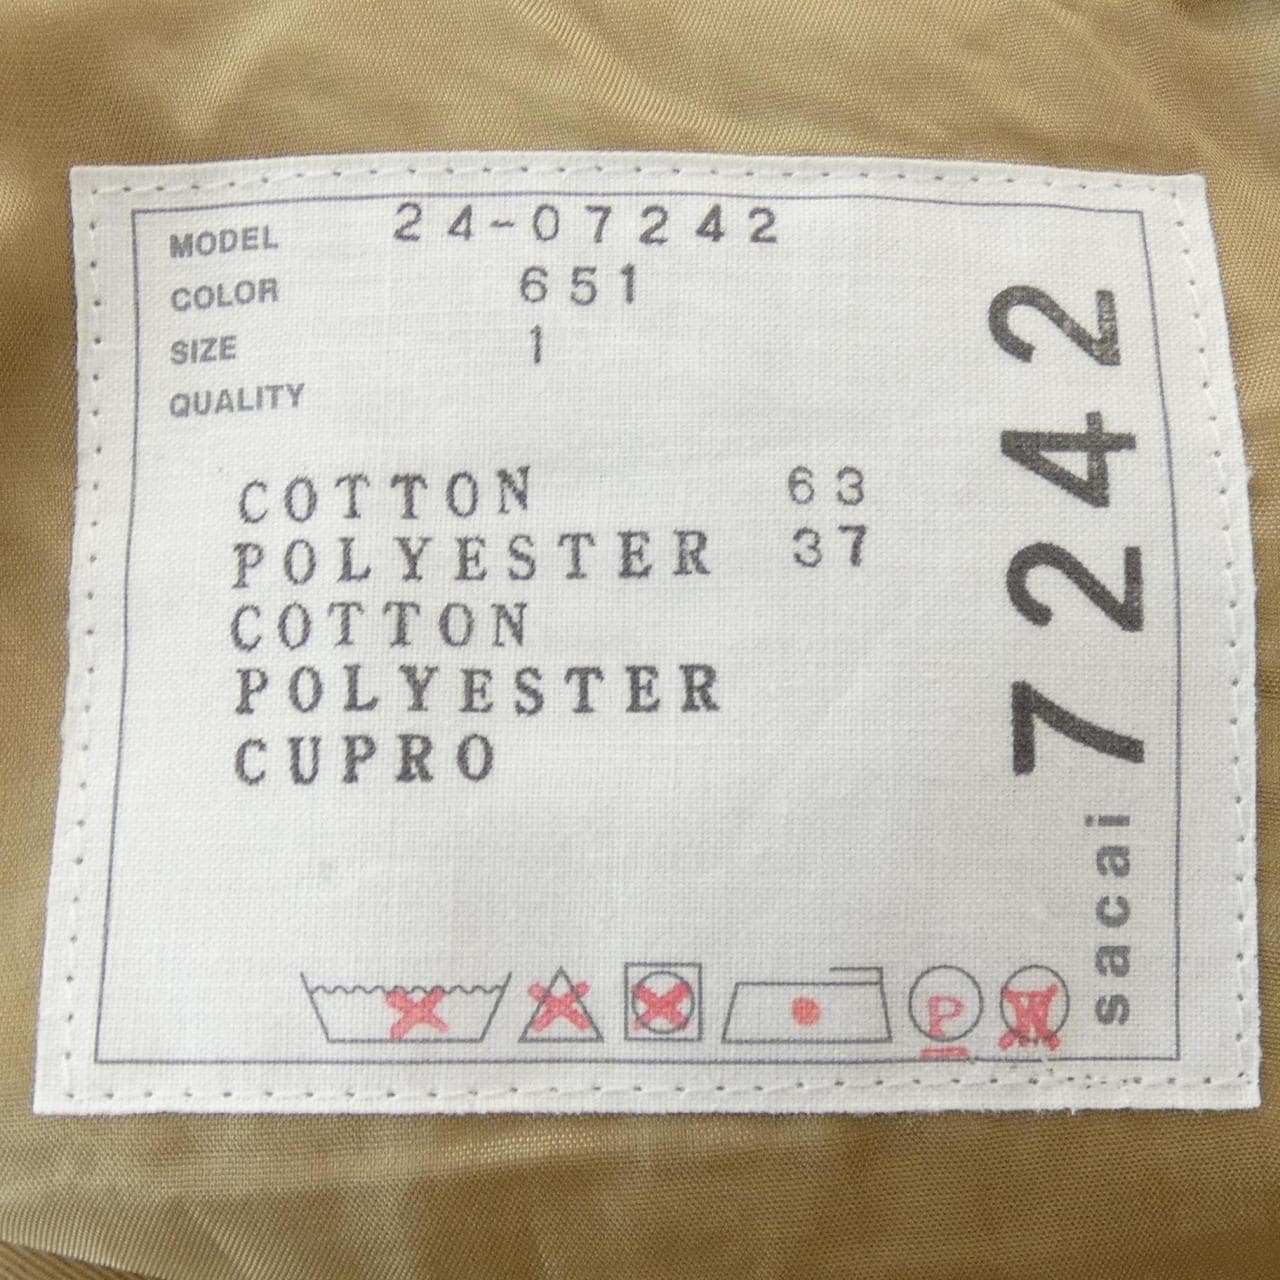 MODEL 24-07242
COLOR 651
SIZE 1
QUALITY
COTTON 63
POLYESTER 37
COTTON
POLYESTER
CUPRO
P W
sacai 7242